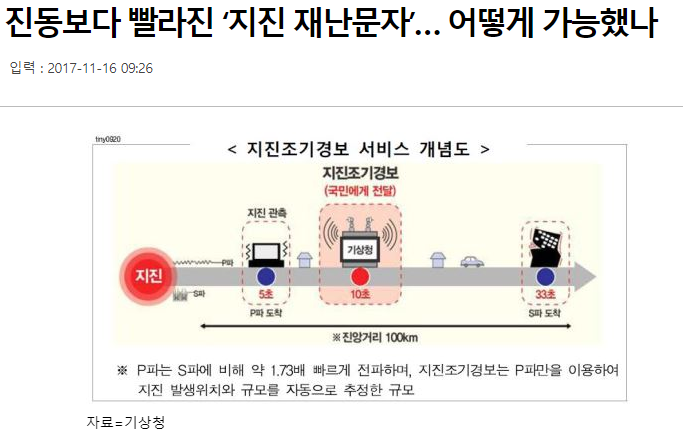 진동보다 빨라진 ‘지진 재난문자’… 어떻게 가능했나
입력 : 2017-11-16 09:26
tny0920
< 지진조기경보 서비스 개념도 >
지진조기경보
(국민에게 전달)
지진 관측
기상청
P파
지진
S파
5초
10초
33초
P파 도착
S파 도착
※진앙거리 100km
※ P파는 S파에 비해 약 1.73배 빠르게 전파하며, 지진조기경보는 P파만을 이용하여
지진 발생위치와 규모를 자동으로 추정한 규모
자료=기상청